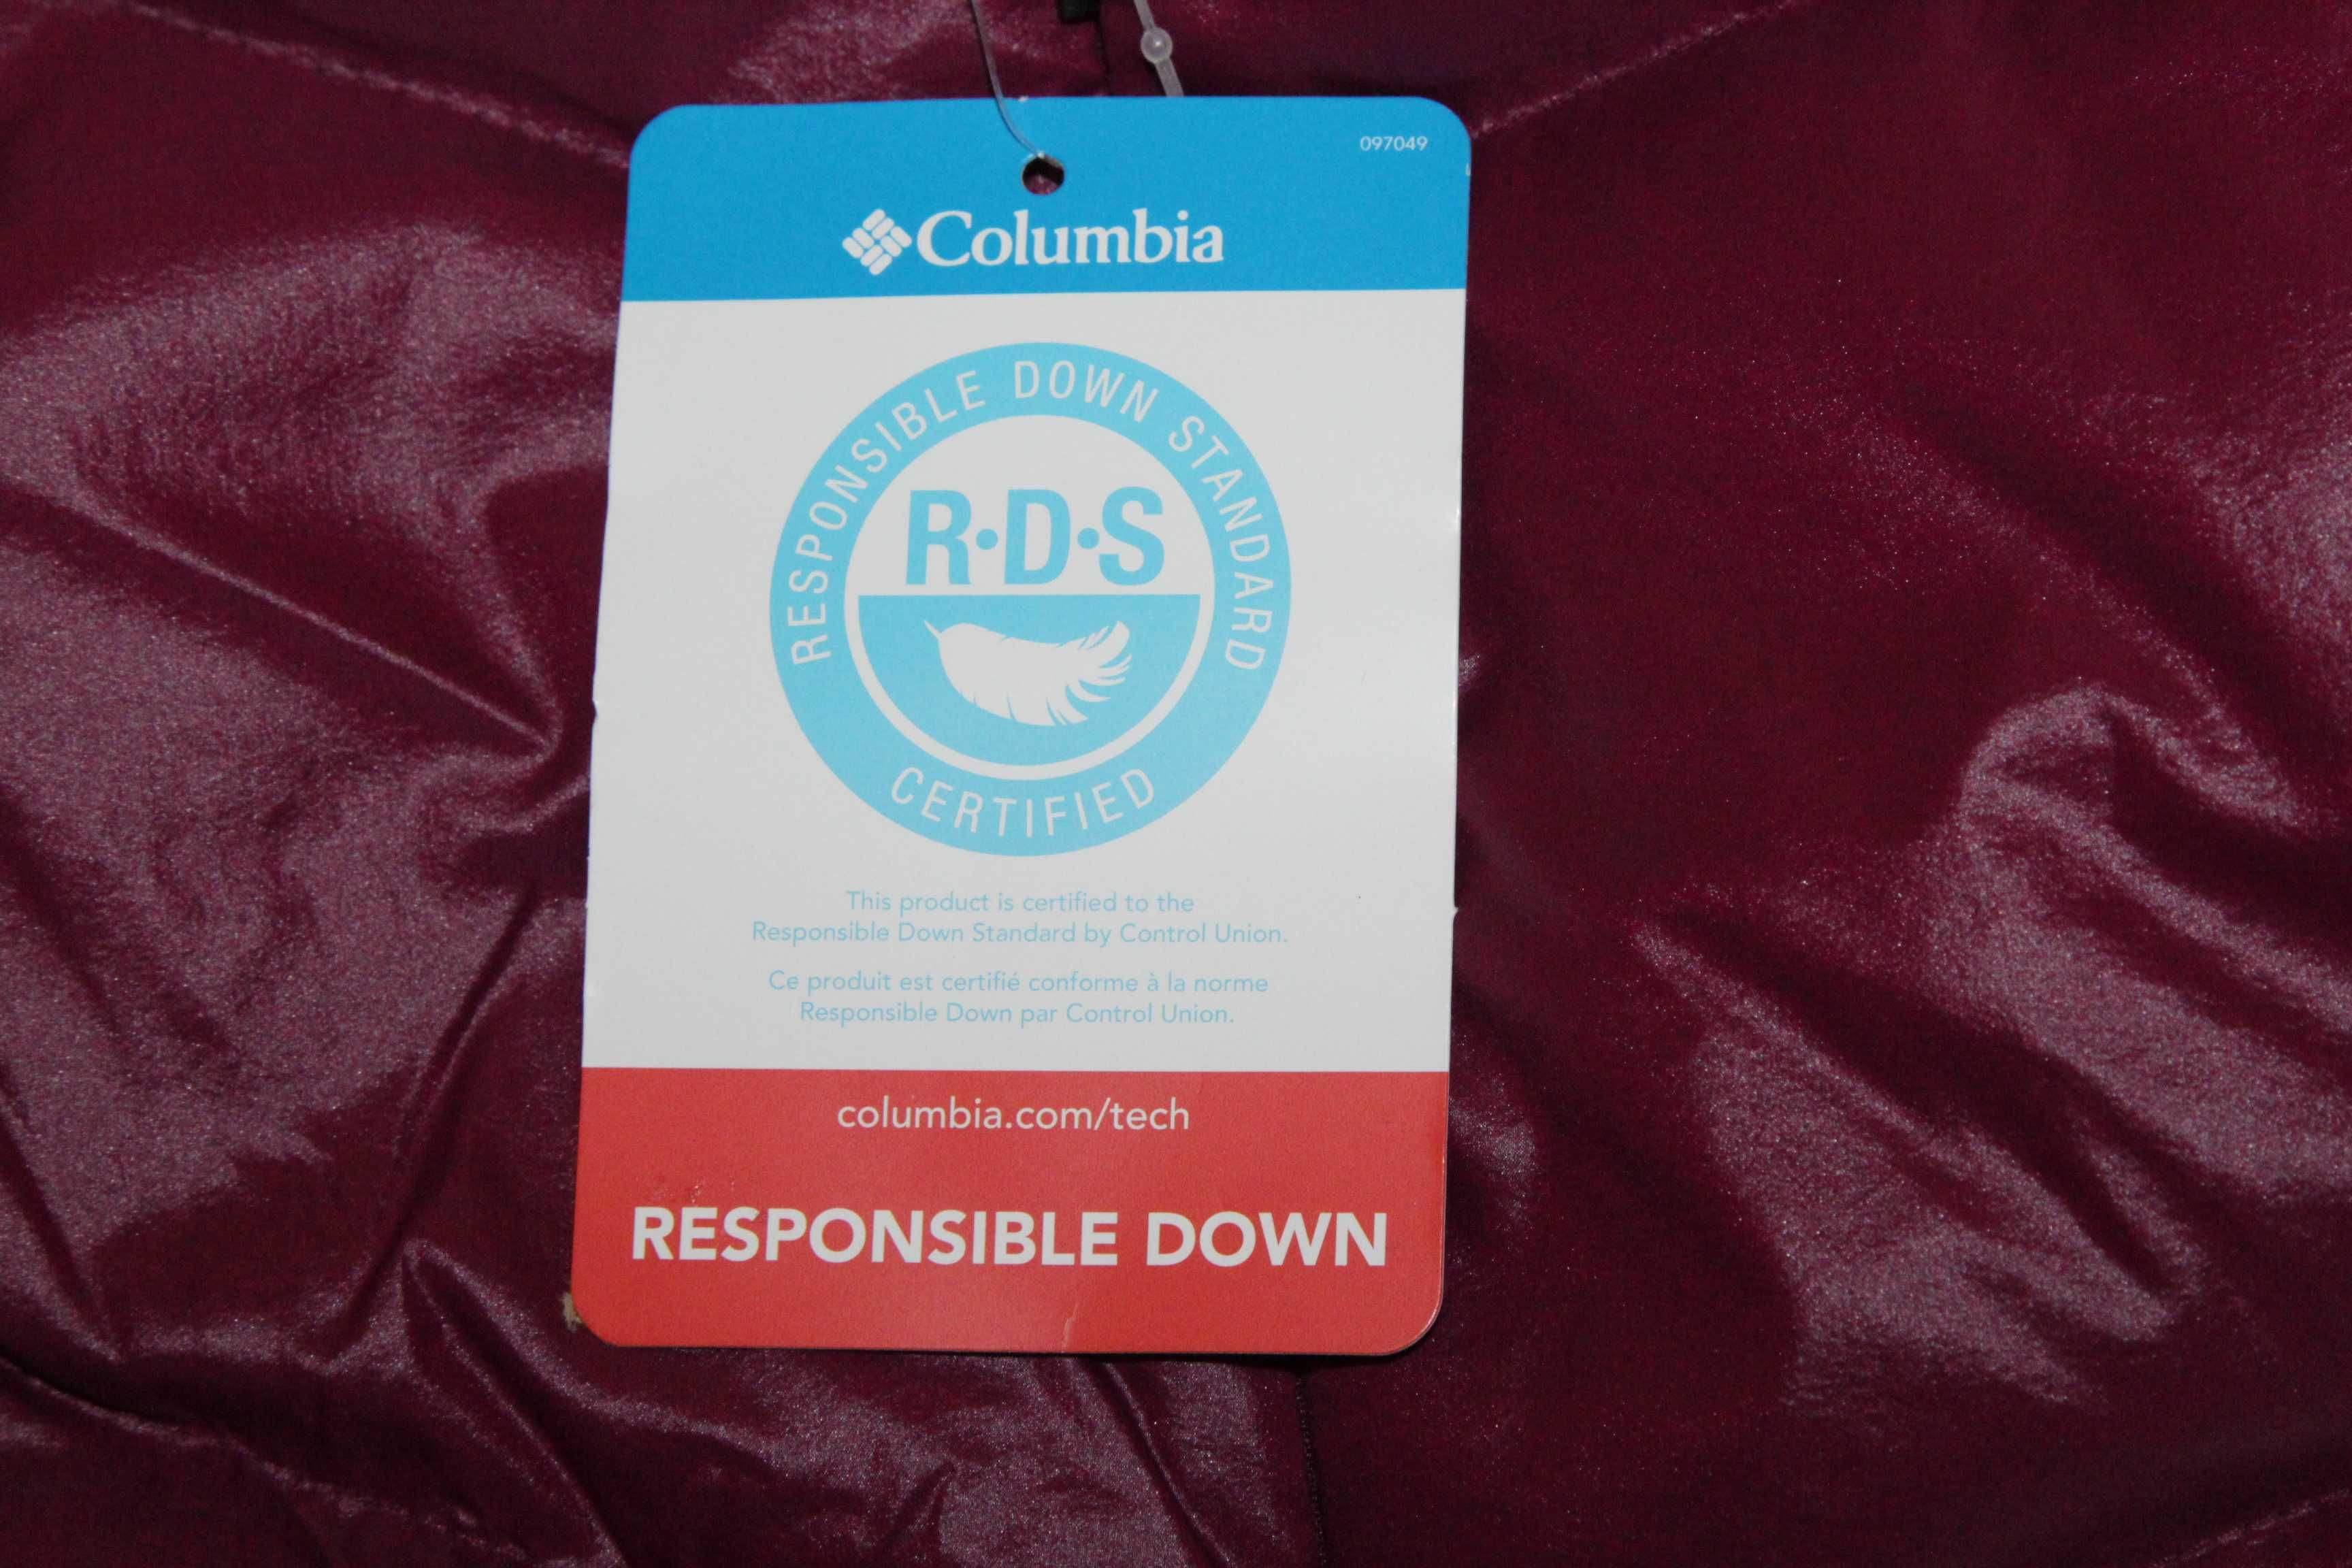 097049
Columbia
RESPONSIBLE DOWN STANDARD
R·D·S
CERTIFIED
This product is certified to the
Responsible Down Standard by Control Union.
Ce produit est certifié conforme à la norme
Responsible Down par Control Union.
columbia.com/tech
RESPONSIBLE DOWN